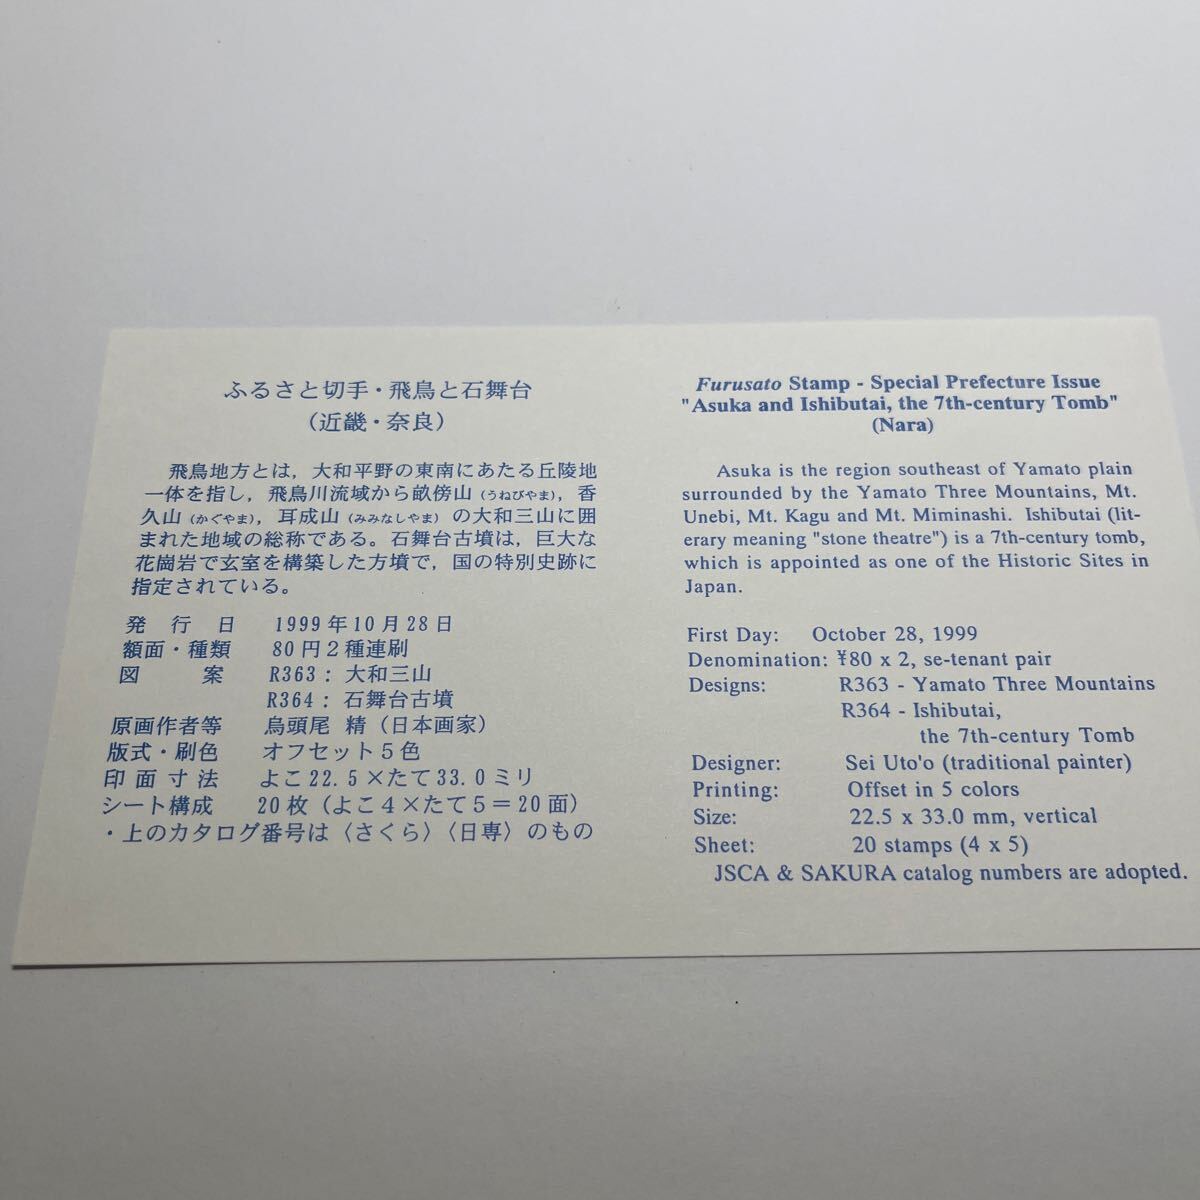 ふるさと切手・飛鳥と石舞台
（近畿・奈良）
飛鳥地方とは，大和平野の東南にあたる丘陵地
一体を指し，飛鳥川流域から畝傍山（うねびやま），香
久山（かぐやま），耳成山（みみなしやま）の大和三山に囲
まれた地域の総称である。石舞台古墳は，巨大な
花崗岩で玄室を構築した方墳で，国の特別史跡に
指定されている。
発行日 1999年10月28日
額面・種類 80円２種連刷
図案 R363：大和三山
R364：石舞台古墳
原画作者等 烏頭尾 精（日本画家）
版式・刷色 オフセット５色
印面寸法 よこ22.5×たて33.0ミリ
シート構成 20枚（よこ４×たて５＝20面）
・上のカタログ番号は〈さくら〉〈日専〉のもの
Furusato Stamp - Special Prefecture Issue
"Asuka and Ishibutai, the 7th-century Tomb"
(Nara)
Asuka is the region southeast of Yamato plain
surrounded by the Yamato Three Mountains, Mt.
Unebi, Mt. Kagu and Mt. Miminashi. Ishibutai (lit-
erary meaning "stone theatre") is a 7th-century tomb,
which is appointed as one of the Historic Sites in
Japan.
First Day: October 28, 1999
Denomination: ¥80 x 2, se-tenant pair
Designs: R363 - Yamato Three Mountains
R364 - Ishibutai,
the 7th-century Tomb
Designer: Sei Uto'o (traditional painter)
Printing: Offset in 5 colors
Size: 22.5 x 33.0 mm, vertical
Sheet: 20 stamps (4 x 5)
JSCA & SAKURA catalog numbers are adopted.